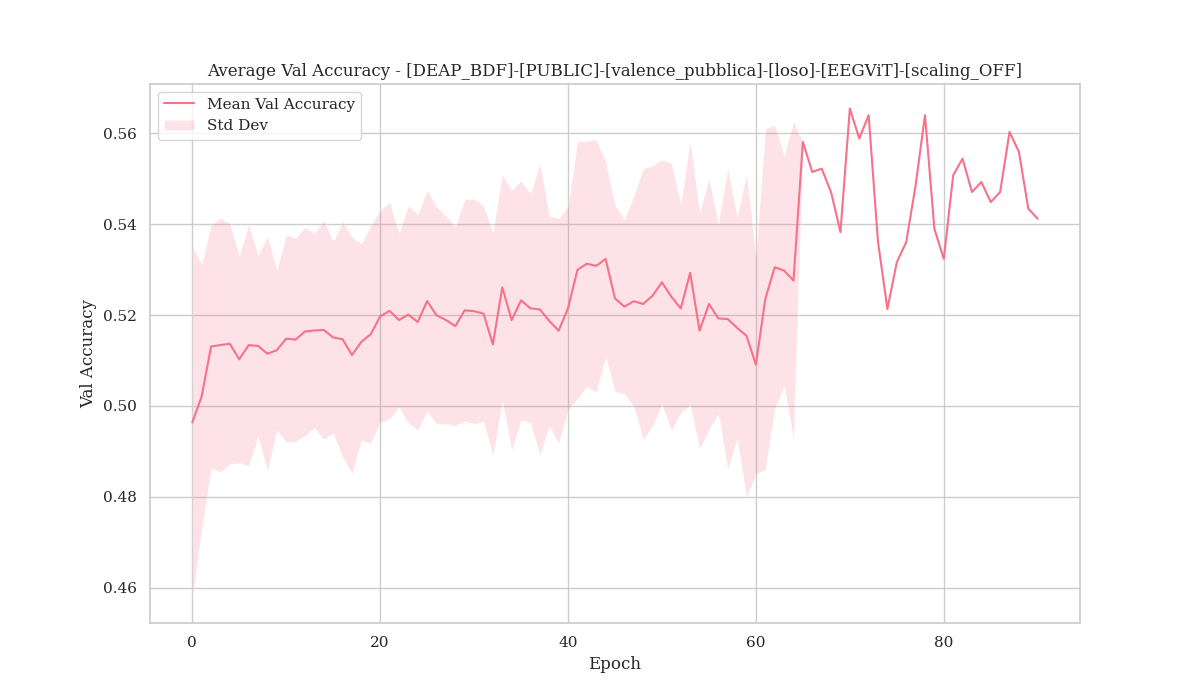 Average Val Accuracy - [DEAP_BDF]-[PUBLIC]-[valence_pubblica]-[loso]-[EEGViT]-[scaling_OFF]
Mean Val Accuracy
Std Dev
0.56
0.54
0.52
0.50
0.48
0.46
Val Accuracy
0 20 40 60 80
Epoch